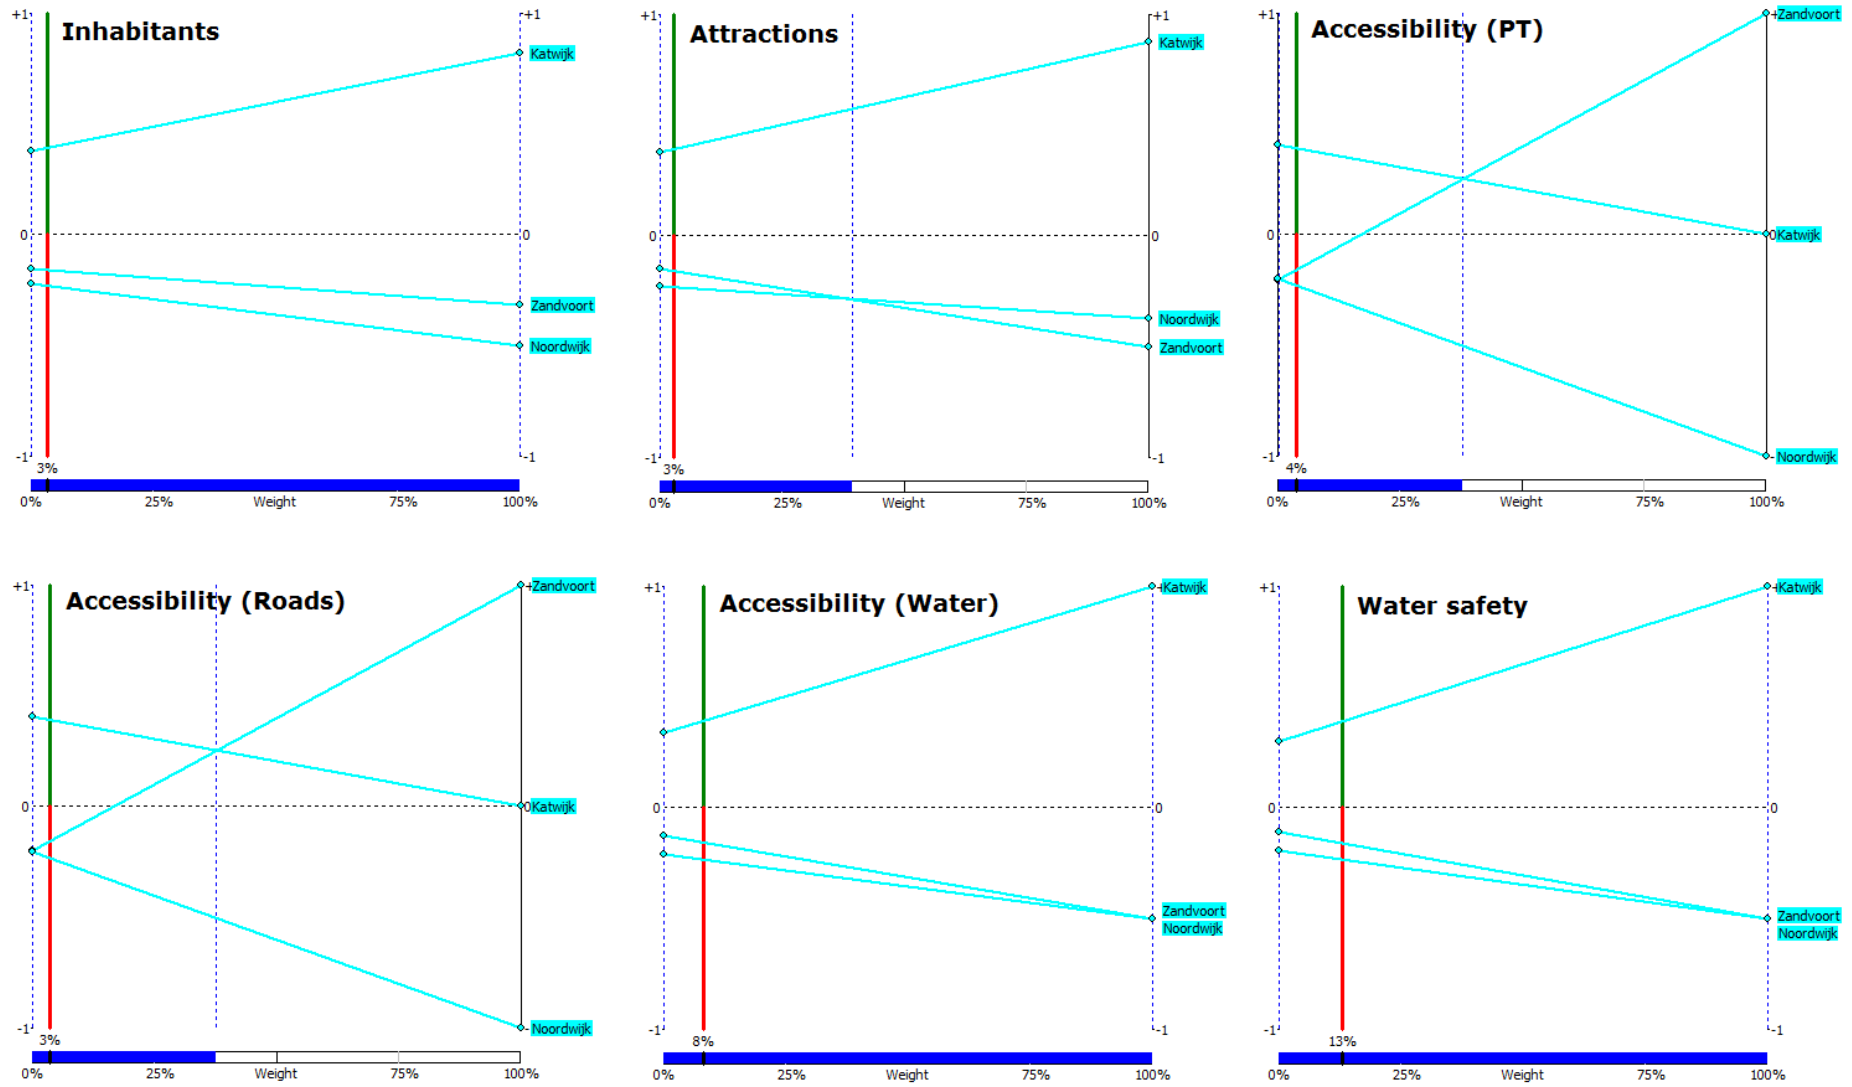 Inhabitants
+1
+1
Katwijk
0
0
Zandvoort
Noordwijk
-1
-1
3%
0% 25% Weight 75% 100%
Attractions
+1
+1
Katwijk
0
0
Noordwijk
Zandvoort
-1
-1
3%
0% 25% Weight 75% 100%
Accessibility (PT)
+1
+Zandvoort
0
0 Katwijk
-1
Noordwijk
4%
0% 25% Weight 75% 100%
Accessibility (Roads)
+1
+Zandvoort
0
0 Katwijk
-1
Noordwijk
3%
0% 25% Weight 75% 100%
Accessibility (Water)
+1
+Katwijk
0
0
Zandvoort
Noordwijk
-1
-1
8%
0% 25% Weight 75% 100%
Water safety
+1
+Katwijk
0
0
Zandvoort
Noordwijk
-1
-1
13%
0% 25% Weight 75% 100%